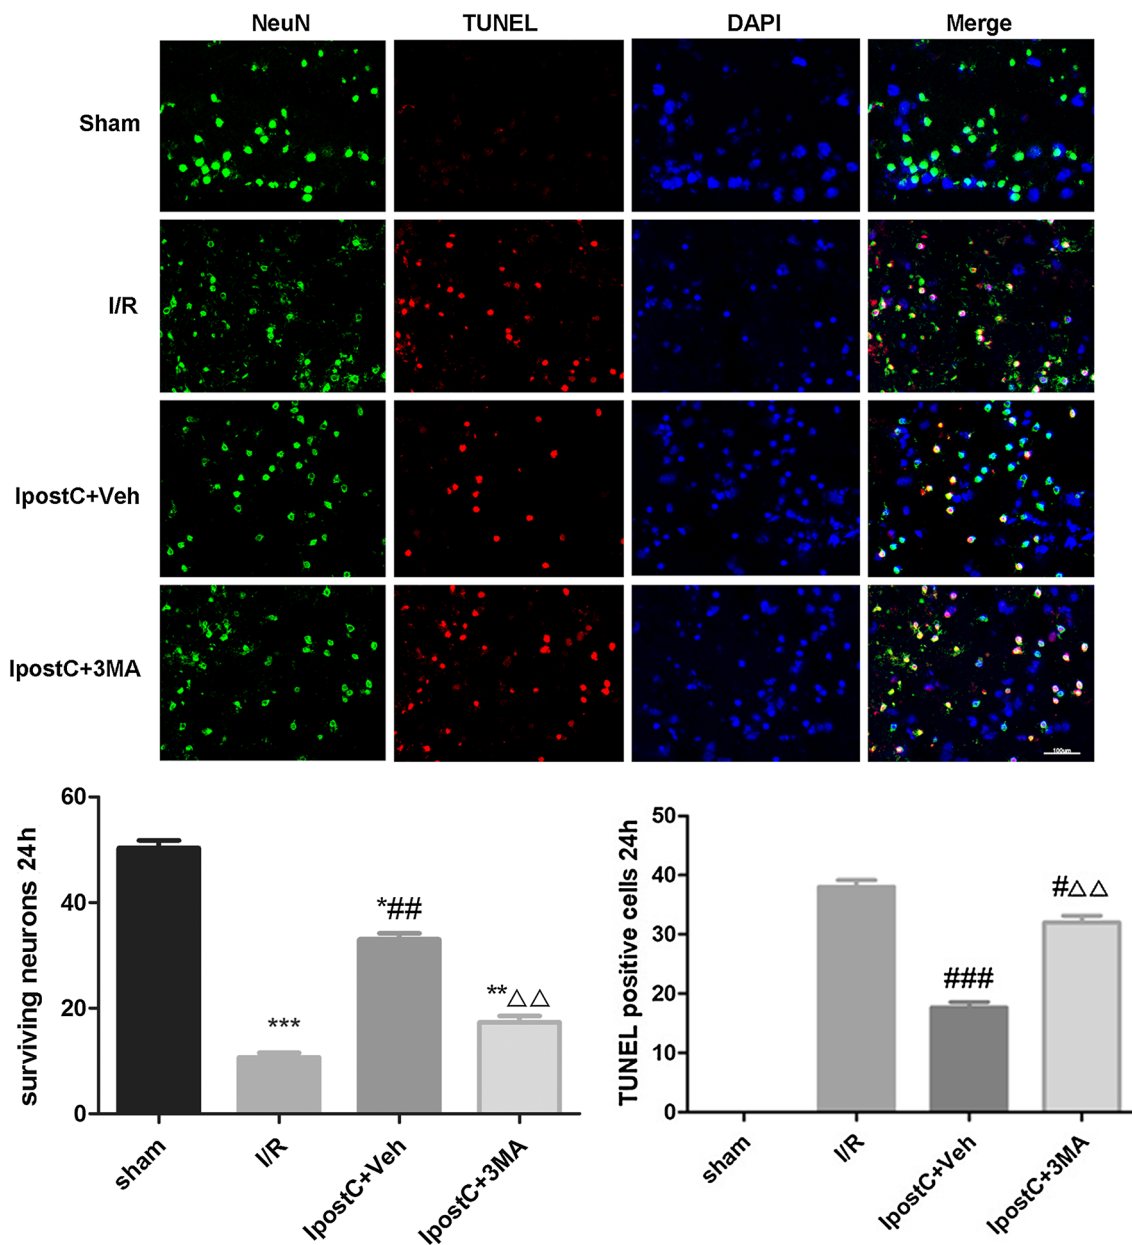 NeuN TUNEL DAPI Merge
Sham
I/R
IpostC+Veh
IpostC+3MA
100um
surviving neurons 24h
60
40
20
0
***
*##
**△△
sham I/R IpostC+Veh IpostC+3MA
TUNEL positive cells 24h
50
40
30
20
10
0
###
#△△
sham I/R IpostC+Veh IpostC+3MA